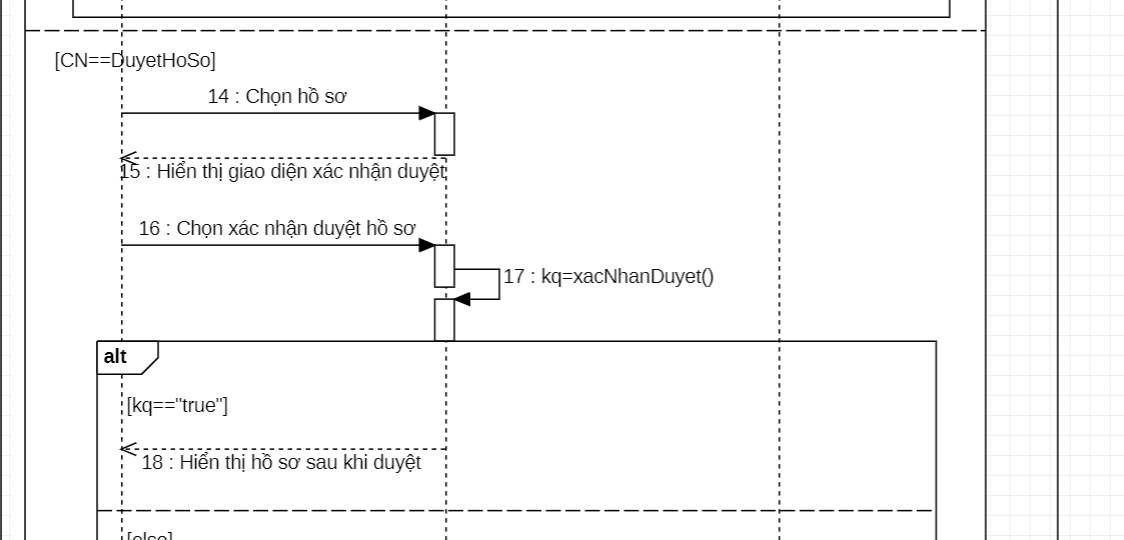 [CN==DuyetHoSo]
14 : Chọn hồ sơ
15 : Hiển thị giao diện xác nhận duyệt
16 : Chọn xác nhận duyệt hồ sơ
17 : kq=xacNhanDuyet()
alt
[kq=="true"]
18 : Hiển thị hồ sơ sau khi duyệt
[else]